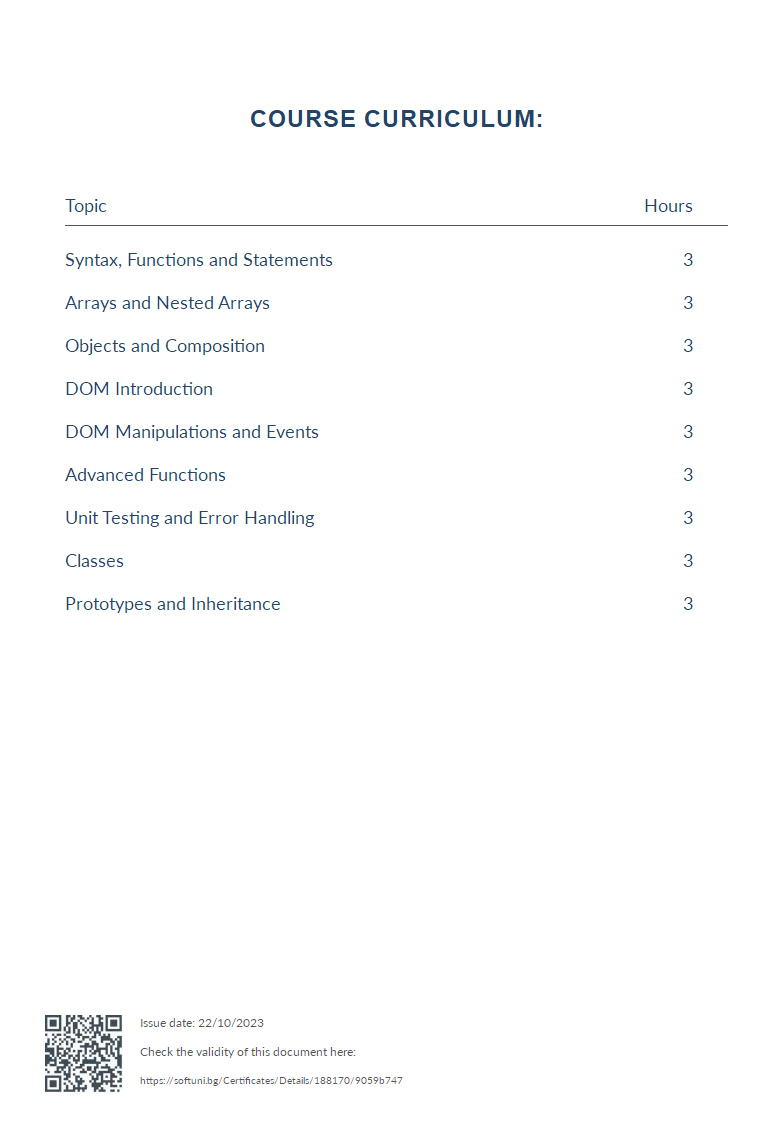 COURSE CURRICULUM:
Topic Hours
Syntax, Functions and Statements 3
Arrays and Nested Arrays 3
Objects and Composition 3
DOM Introduction 3
DOM Manipulations and Events 3
Advanced Functions 3
Unit Testing and Error Handling 3
Classes 3
Prototypes and Inheritance 3
Issue date: 22/10/2023
Check the validity of this document here:
https://softuni.bg/Certificates/Details/188170/9059b747